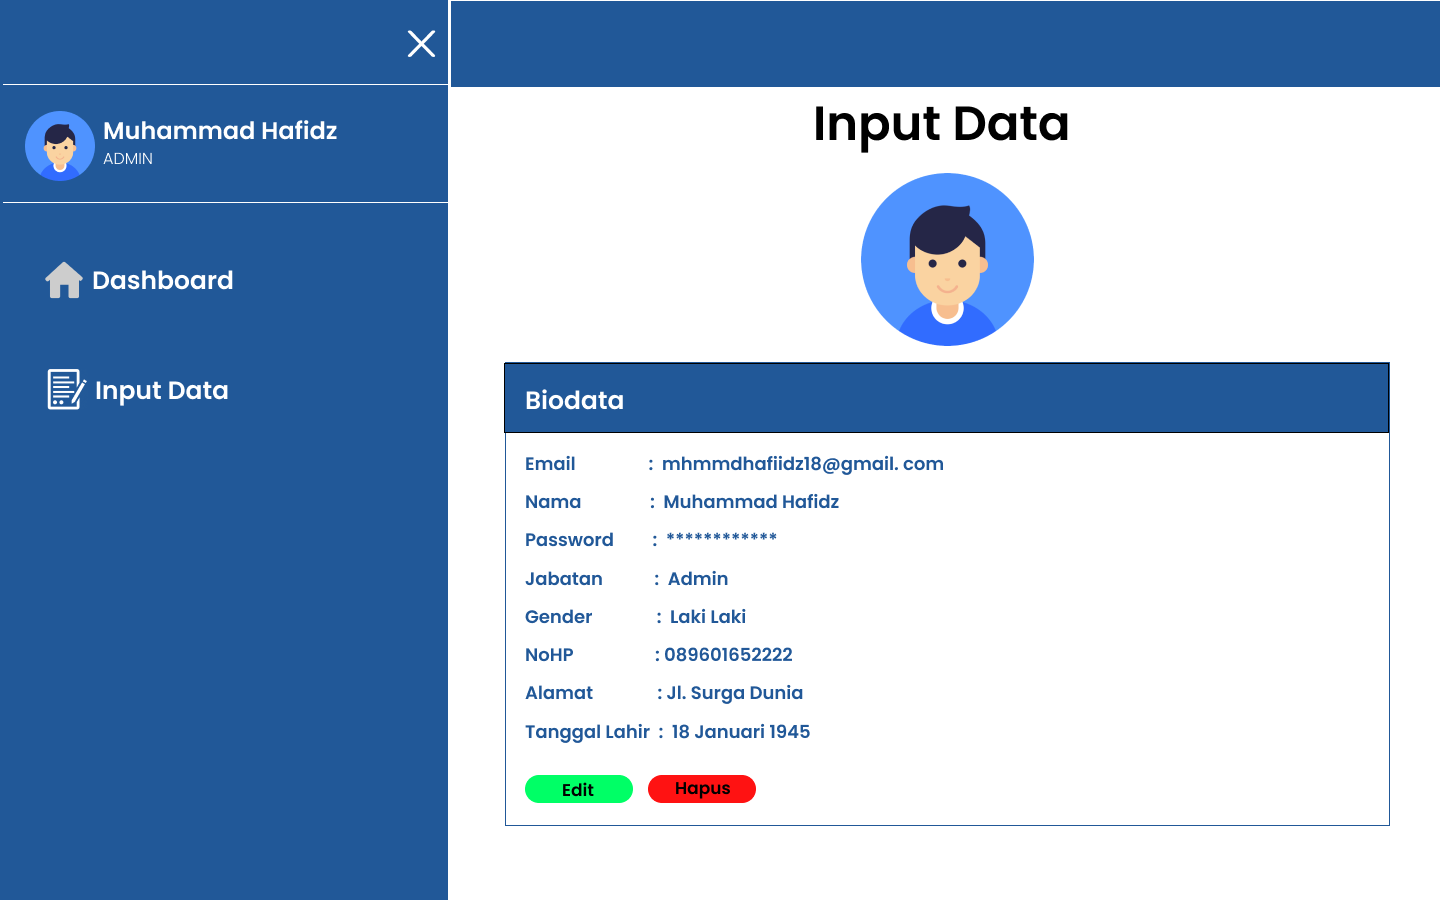 Muhammad Hafidz
ADMIN
Dashboard
Input Data
Input Data
Biodata
Email : mhmmdhafiidz18@gmail. com
Nama : Muhammad Hafidz
Password : ************
Jabatan : Admin
Gender : Laki Laki
NoHP : 089601652222
Alamat : Jl. Surga Dunia
Tanggal Lahir : 18 Januari 1945
Edit Hapus